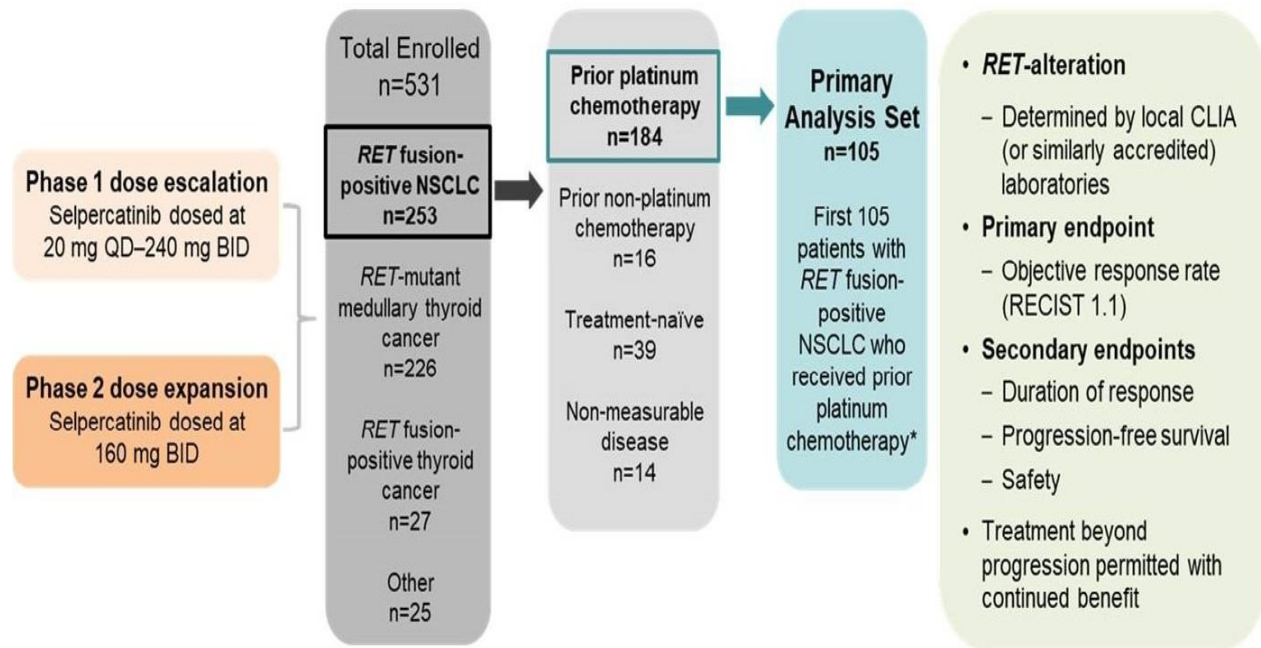 Phase 1 dose escalation
Selpercatinib dosed at
20 mg QD–240 mg BID
Phase 2 dose expansion
Selpercatinib dosed at
160 mg BID
Total Enrolled
n=531
RET fusion-
positive NSCLC
n=253
RET-mutant
medullary thyroid
cancer
n=226
RET fusion-
positive thyroid
cancer
n=27
Other
n=25
Prior platinum
chemotherapy
n=184
Prior non-platinum
chemotherapy
n=16
Treatment-naïve
n=39
Non-measurable
disease
n=14
Primary
Analysis Set
n=105
First 105
patients with
RET fusion-
positive
NSCLC who
received prior
platinum
chemotherapy*
• RET-alteration
– Determined by local CLIA
(or similarly accredited)
laboratories
• Primary endpoint
– Objective response rate
(RECIST 1.1)
• Secondary endpoints
– Duration of response
– Progression-free survival
– Safety
• Treatment beyond
progression permitted with
continued benefit